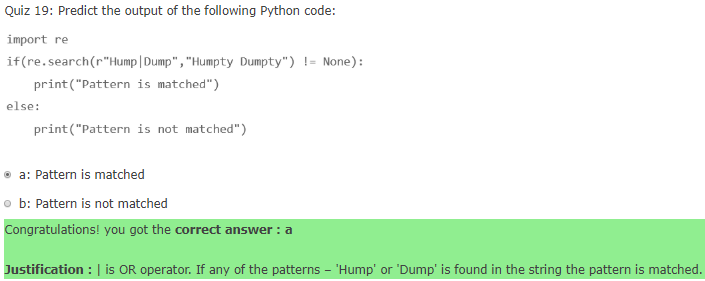 Quiz 19: Predict the output of the following Python code:
import re
if(re.search(r"Hump|Dump","Humpty Dumpty") != None):
    print("Pattern is matched")
else:
    print("Pattern is not matched")
a: Pattern is matched
b: Pattern is not matched
Congratulations! you got the correct answer : a
Justification : | is OR operator. If any of the patterns – 'Hump' or 'Dump' is found in the string the pattern is matched.